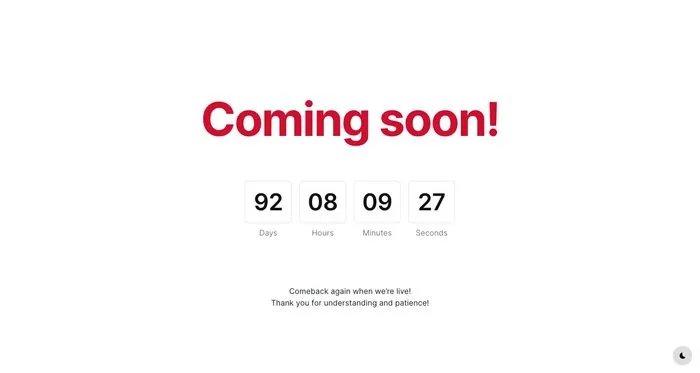 Coming soon!
92 08 09 27
Days Hours Minutes Seconds
Comeback again when we're live!
Thank you for understanding and patience!